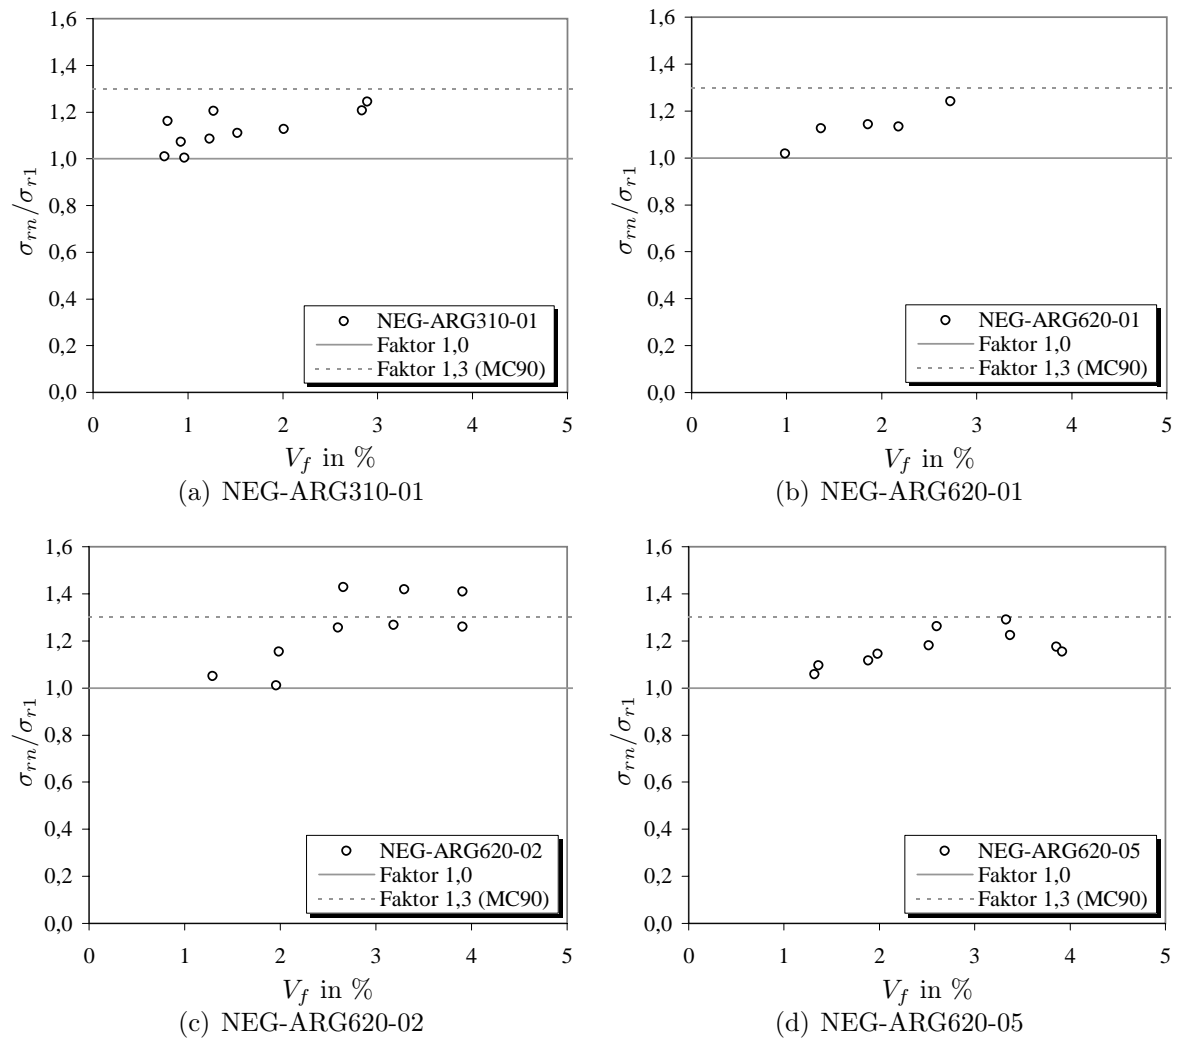 1,6
1,4
1,2
1,0
0,8
0,6
0,4
0,2
0,0
0 1 2 3 4 5
σrn/σr1
Vf in %
NEG-ARG310-01
Faktor 1,0
Faktor 1,3 (MC90)
(a) NEG-ARG310-01
1,6
1,4
1,2
1,0
0,8
0,6
0,4
0,2
0,0
0 1 2 3 4 5
σrn/σr1
Vf in %
NEG-ARG620-01
Faktor 1,0
Faktor 1,3 (MC90)
(b) NEG-ARG620-01
1,6
1,4
1,2
1,0
0,8
0,6
0,4
0,2
0,0
0 1 2 3 4 5
σrn/σr1
Vf in %
NEG-ARG620-02
Faktor 1,0
Faktor 1,3 (MC90)
(c) NEG-ARG620-02
1,6
1,4
1,2
1,0
0,8
0,6
0,4
0,2
0,0
0 1 2 3 4 5
σrn/σr1
Vf in %
NEG-ARG620-05
Faktor 1,0
Faktor 1,3 (MC90)
(d) NEG-ARG620-05